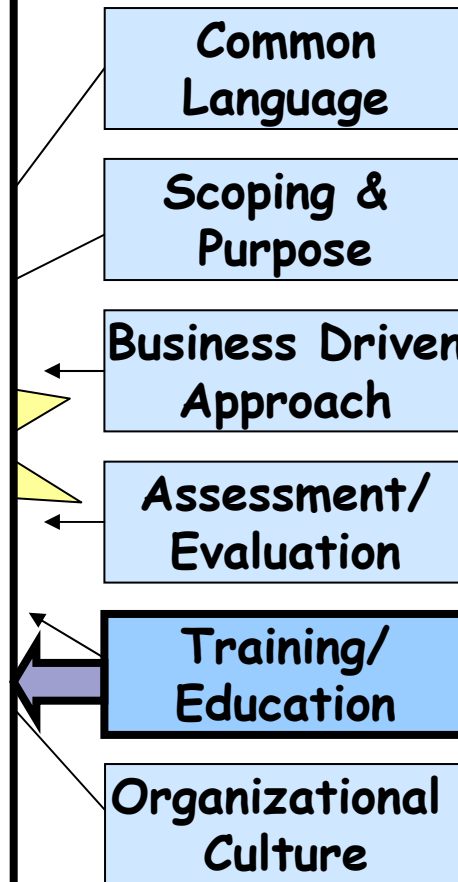 Common
Language
Scoping &
Purpose
Business Driven
Approach
Assessment/
Evaluation
Training/
Education
Organizational
Culture